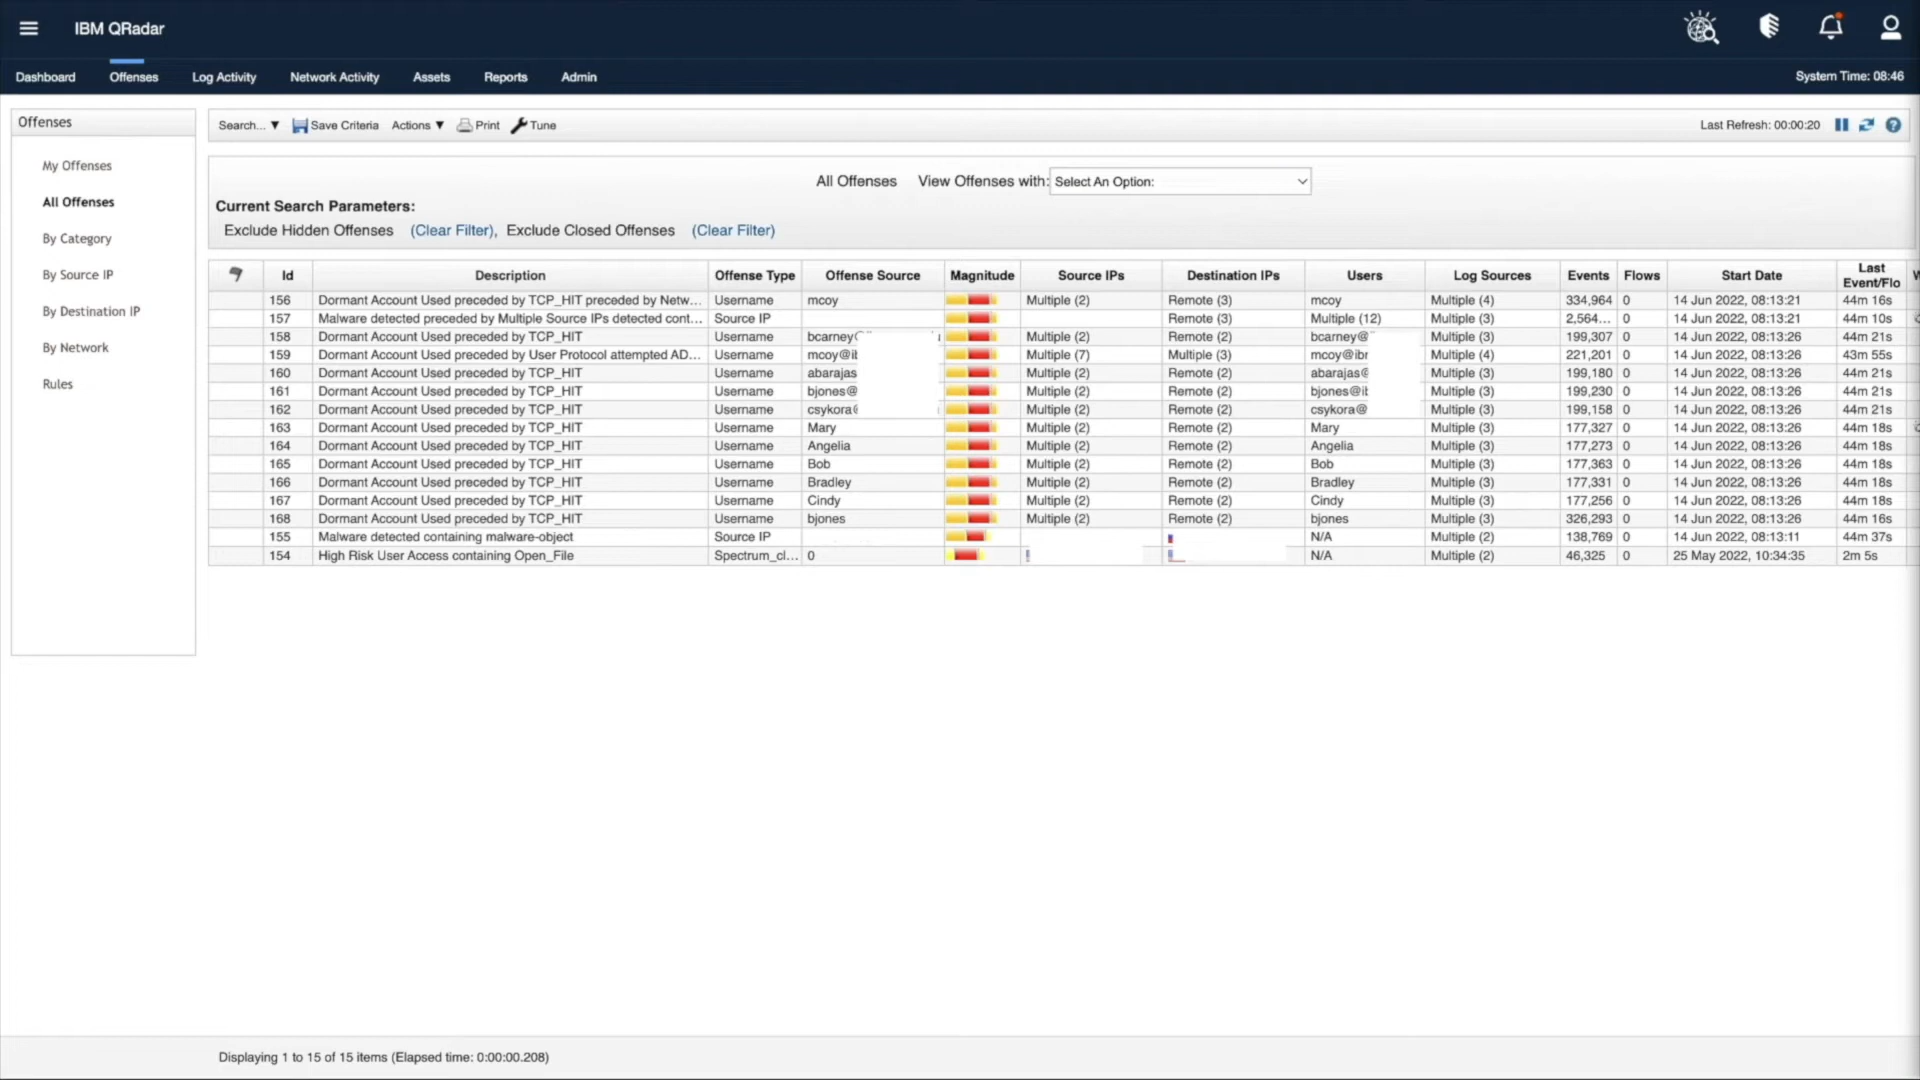 IBM QRadar
Dashboard Offenses Log Activity Network Activity Assets Reports Admin System Time: 08:46
Offenses
My Offenses
All Offenses
By Category
By Source IP
By Destination IP
By Network
Rules
Search... ▼ Save Criteria Actions ▼ Print Tune Last Refresh: 00:00:20
All Offenses View Offenses with: Select An Option:
Current Search Parameters:
Exclude Hidden Offenses (Clear Filter), Exclude Closed Offenses (Clear Filter)
Id Description Offense Type Offense Source Magnitude Source IPs Destination IPs Users Log Sources Events Flows Start Date Last Event/Flo
156 Dormant Account Used preceded by TCP_HIT preceded by Netw... Username mcoy Multiple (2) Remote (3) mcoy Multiple (4) 334,964 0 14 Jun 2022, 08:13:21 44m 16s
157 Malware detected preceded by Multiple Source IPs detected cont... Source IP Remote (3) Multiple (12) Multiple (3) 2,564... 0 14 Jun 2022, 08:13:21 44m 10s
158 Dormant Account Used preceded by TCP_HIT Username bcarney Multiple (2) Remote (2) bcarney@ Multiple (3) 199,307 0 14 Jun 2022, 08:13:26 44m 21s
159 Dormant Account Used preceded by User Protocol attempted AD... Username mcoy@ Multiple (7) Multiple (3) mcoy@ Multiple (4) 221,201 0 14 Jun 2022, 08:13:26 43m 55s
160 Dormant Account Used preceded by TCP_HIT Username abarajas Multiple (2) Remote (2) abarajas@ Multiple (3) 199,180 0 14 Jun 2022, 08:13:26 44m 21s
161 Dormant Account Used preceded by TCP_HIT Username bjones@ Multiple (2) Remote (2) bjones@ Multiple (3) 199,230 0 14 Jun 2022, 08:13:26 44m 21s
162 Dormant Account Used preceded by TCP_HIT Username csykora@ Multiple (2) Remote (2) csykora@ Multiple (3) 199,158 0 14 Jun 2022, 08:13:26 44m 21s
163 Dormant Account Used preceded by TCP_HIT Username Mary Multiple (2) Remote (2) Mary Multiple (3) 177,327 0 14 Jun 2022, 08:13:26 44m 18s
164 Dormant Account Used preceded by TCP_HIT Username Angelia Multiple (2) Remote (2) Angelia Multiple (3) 177,273 0 14 Jun 2022, 08:13:26 44m 18s
165 Dormant Account Used preceded by TCP_HIT Username Bob Multiple (2) Remote (2) Bob Multiple (3) 177,363 0 14 Jun 2022, 08:13:26 44m 18s
166 Dormant Account Used preceded by TCP_HIT Username Bradley Multiple (2) Remote (2) Bradley Multiple (3) 177,331 0 14 Jun 2022, 08:13:26 44m 18s
167 Dormant Account Used preceded by TCP_HIT Username Cindy Multiple (2) Remote (2) Cindy Multiple (3) 177,256 0 14 Jun 2022, 08:13:26 44m 18s
168 Dormant Account Used preceded by TCP_HIT Username bjones Multiple (2) Remote (2) bjones Multiple (3) 326,293 0 14 Jun 2022, 08:13:26 44m 16s
155 Malware detected containing malware-object Source IP N/A Multiple (2) 138,769 0 14 Jun 2022, 08:13:11 44m 37s
154 High Risk User Access containing Open_File Spectrum_cl... 0 N/A Multiple (2) 46,325 0 25 May 2022, 10:34:35 2m 5s
Displaying 1 to 15 of 15 items (Elapsed time: 0:00:00.208)